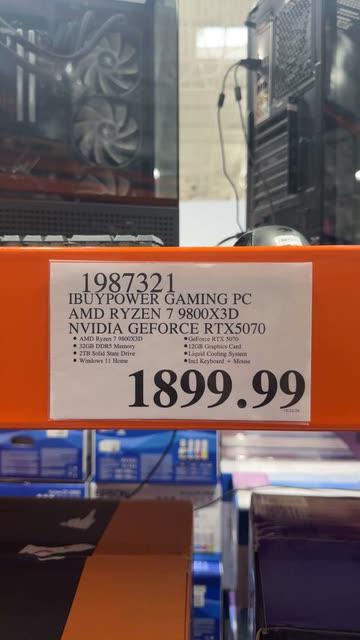 1987321
IBUYPOWER GAMING PC
AMD RYZEN 7 9800X3D
NVIDIA GEFORCE RTX5070
• AMD Ryzen 7 9800X3D
• 32GB DDR5 Memory
• 2TB Solid State Drive
• Windows 11 Home
• GeForce RTX 5070
• 12GB Graphics Card
• Liquid Cooling System
• Incl Keyboard + Mouse
1899.99